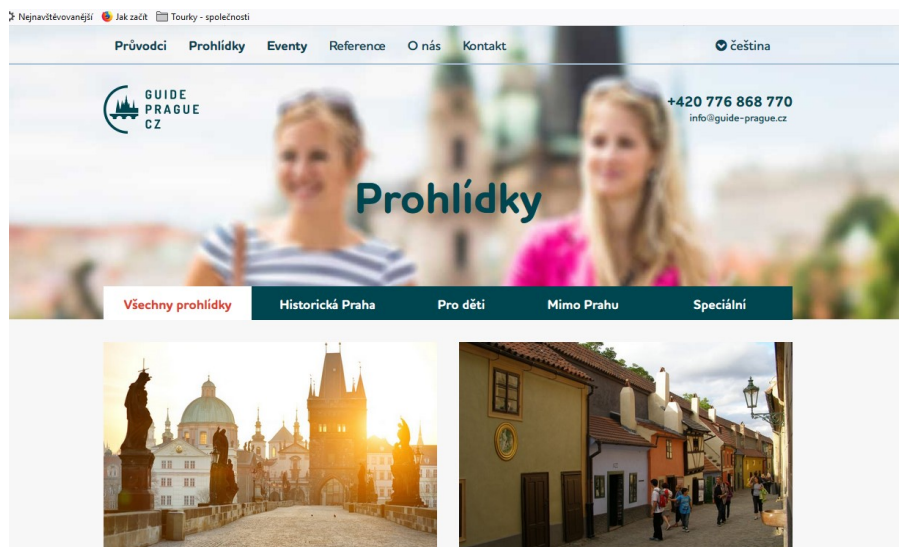 Nejnavštěvovanější Jak začít Tourky - společnosti
Průvodci Prohlídky Eventy Reference O nás Kontakt čeština
GUIDE
PRAGUE
CZ
+420 776 868 770
info@guide-prague.cz
Prohlídky
Všechny prohlídky Historická Praha Pro děti Mimo Prahu Speciální